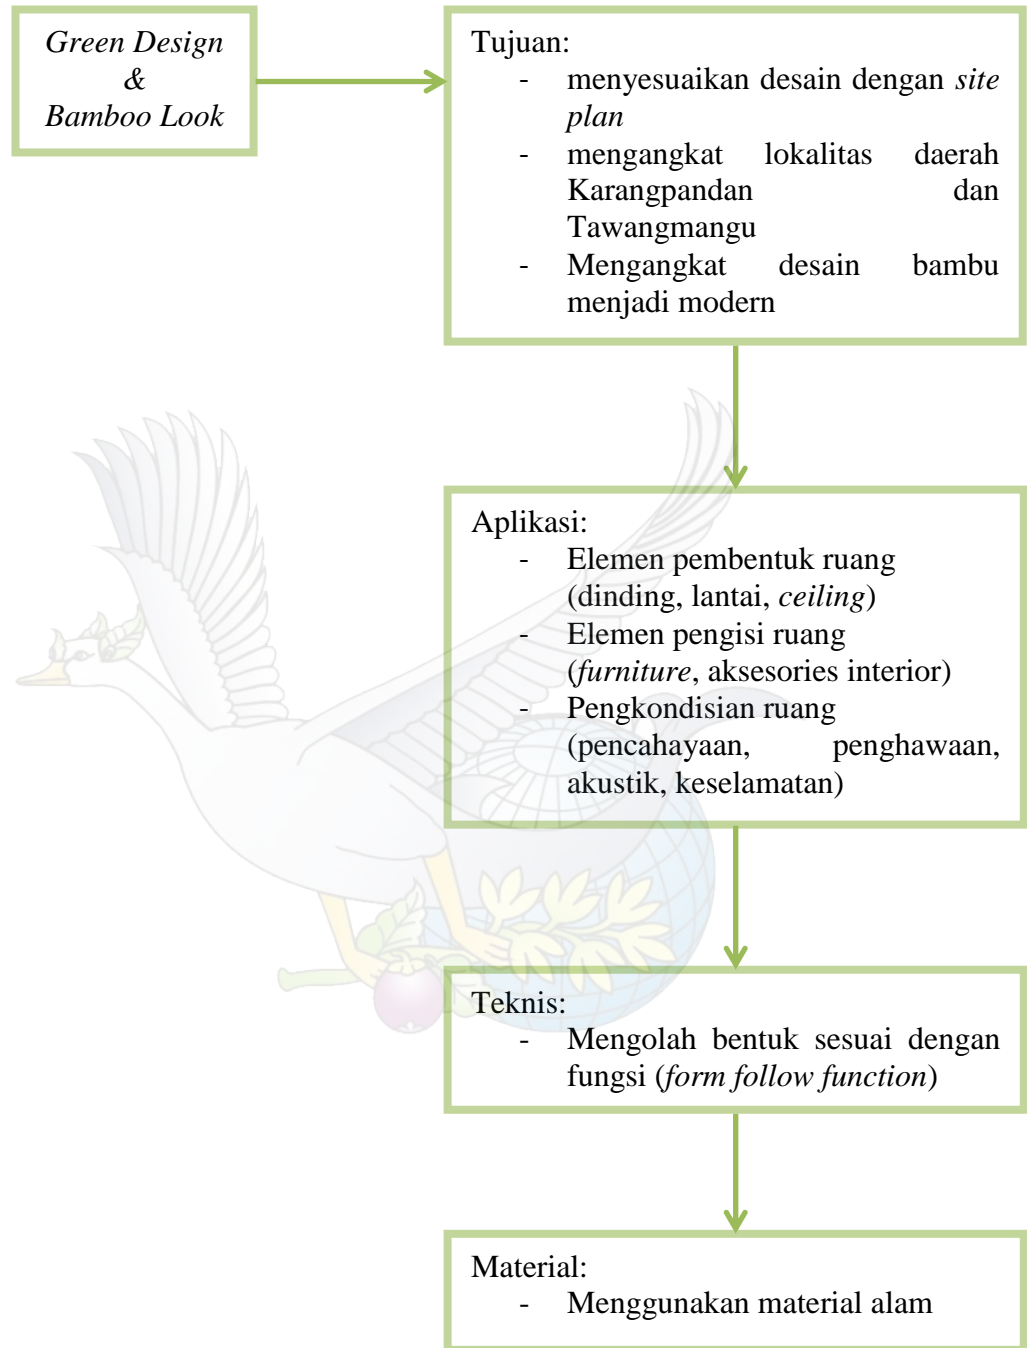 Green Design
&
Bamboo Look
Tujuan:
- menyesuaikan desain dengan site
plan
- mengangkat lokalitas daerah
Karangpandan dan
Tawangmangu
- Mengangkat desain bambu
menjadi modern
Aplikasi:
- Elemen pembentuk ruang
(dinding, lantai, ceiling)
- Elemen pengisi ruang
(furniture, aksesories interior)
- Pengkondisian ruang
(pencahayaan, penghawaan,
akustik, keselamatan)
Teknis:
- Mengolah bentuk sesuai dengan
fungsi (form follow function)
Material:
- Menggunakan material alam